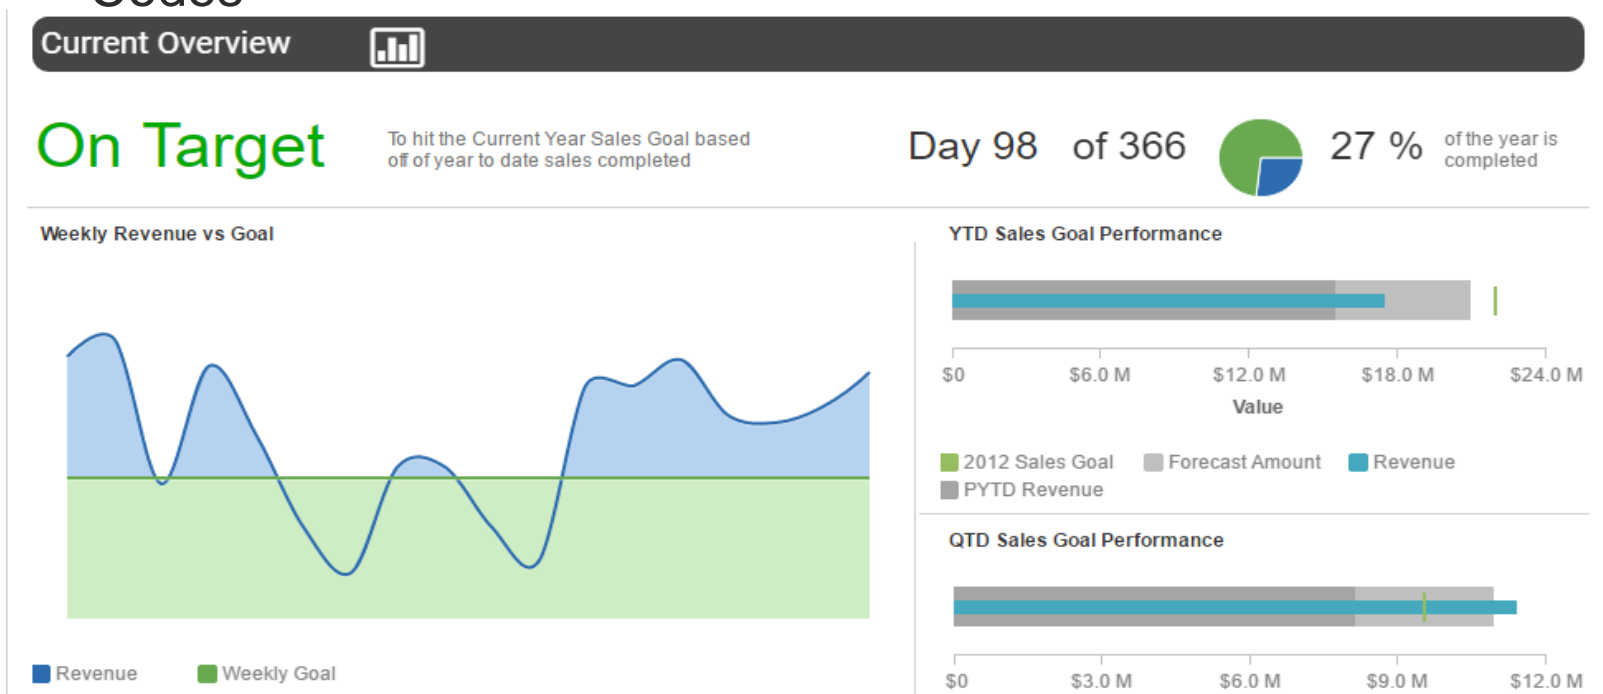 Codes
Current Overview
On Target
To hit the Current Year Sales Goal based
off of year to date sales completed
Day 98 of 366
27 %
of the year is
completed
Weekly Revenue vs Goal
Revenue
Weekly Goal
YTD Sales Goal Performance
$0 $6.0 M $12.0 M $18.0 M $24.0 M
Value
2012 Sales Goal Forecast Amount Revenue
PYTD Revenue
QTD Sales Goal Performance
$0 $3.0 M $6.0 M $9.0 M $12.0 M